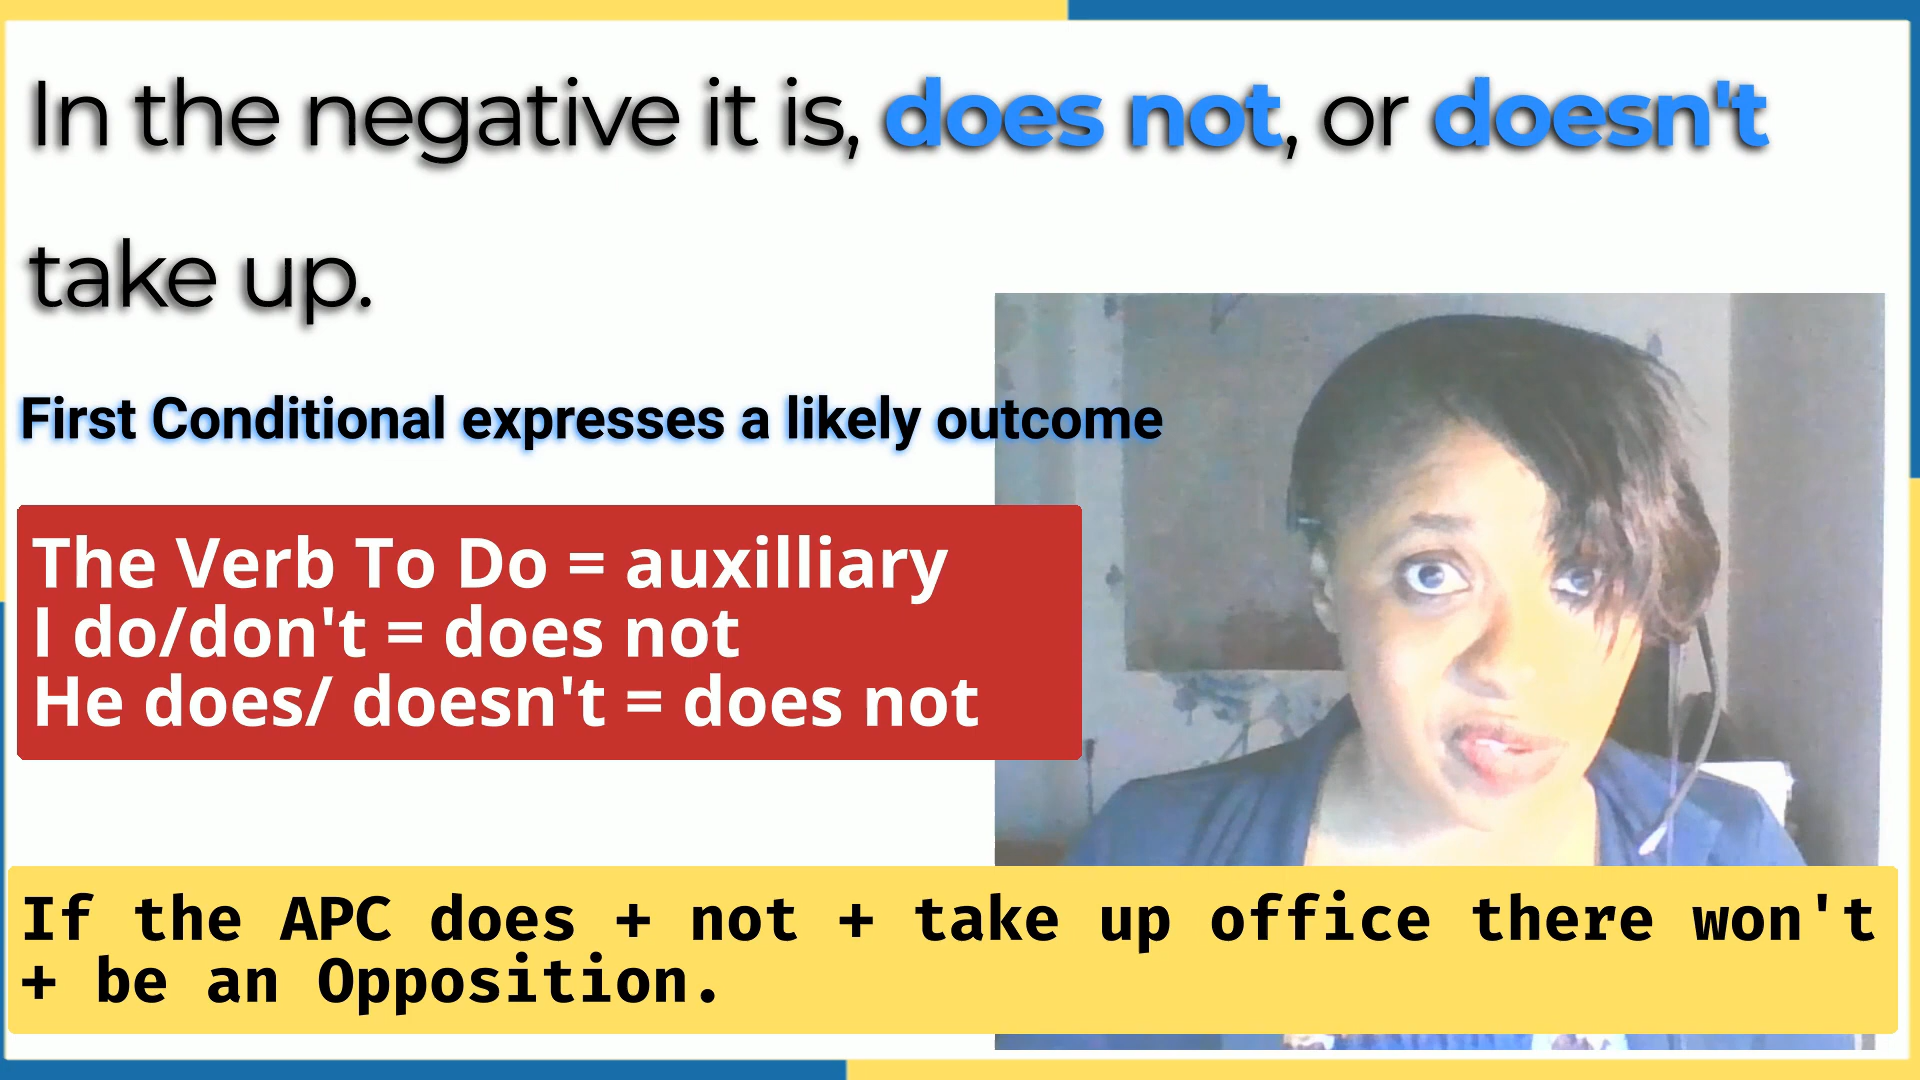 In the negative it is, does not, or doesn't
take up.
First Conditional expresses a likely outcome
The Verb To Do = auxilliary
I do/don't = does not
He does/ doesn't = does not
If the APC does + not + take up office there won't
+ be an Opposition.